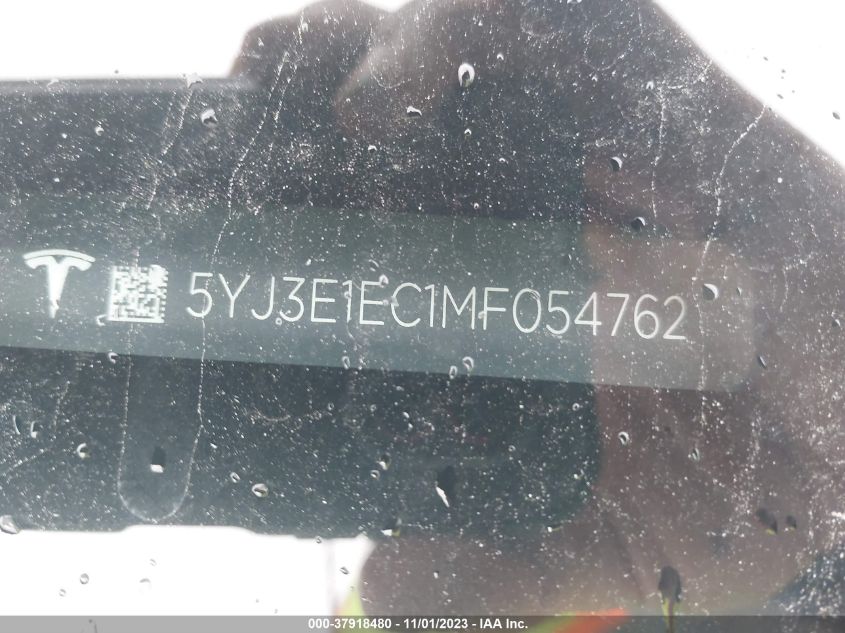 5YJ3E1EC1MF054762
000-37918480 - 11/01/2023 - IAA Inc.